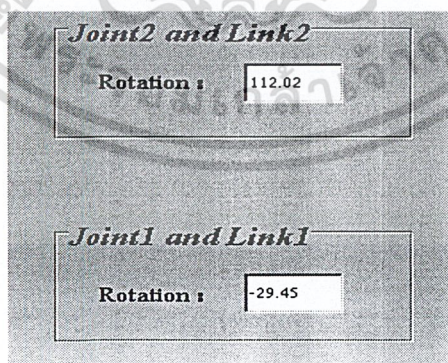 Joint2 and Link2
Rotation :
112.02
Joint1 and Link1
Rotation :
-29.45